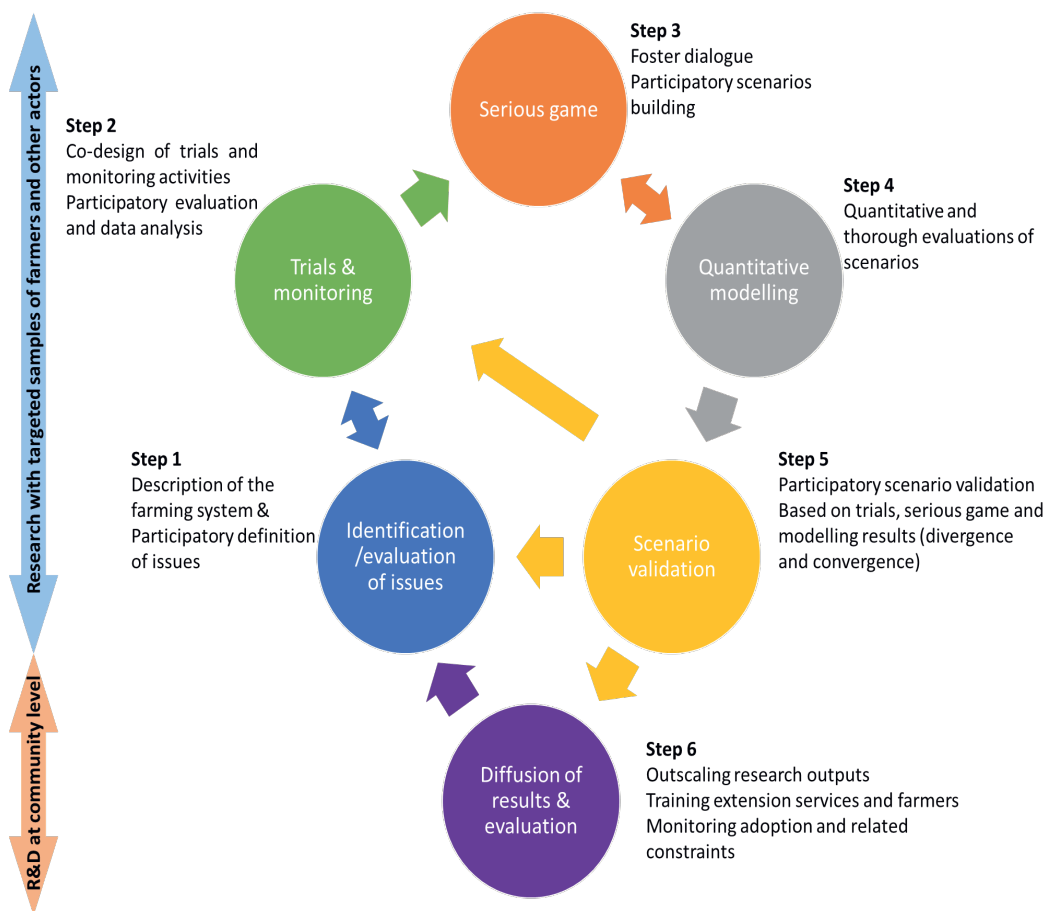 Research with targeted samples of farmers and other actors
R&D at community level
Step 3
Foster dialogue
Participatory scenarios
building
Serious game
Step 2
Co-design of trials and
monitoring activities
Participatory evaluation
and data analysis
Trials &
monitoring
Step 4
Quantitative and
thorough evaluations of
scenarios
Quantitative
modelling
Step 1
Description of the
farming system &
Participatory definition
of issues
Identification
/evaluation
of issues
Scenario
validation
Step 5
Participatory scenario validation
Based on trials, serious game and
modelling results (divergence
and convergence)
Diffusion of
results &
evaluation
Step 6
Outscaling research outputs
Training extension services and farmers
Monitoring adoption and related
constraints